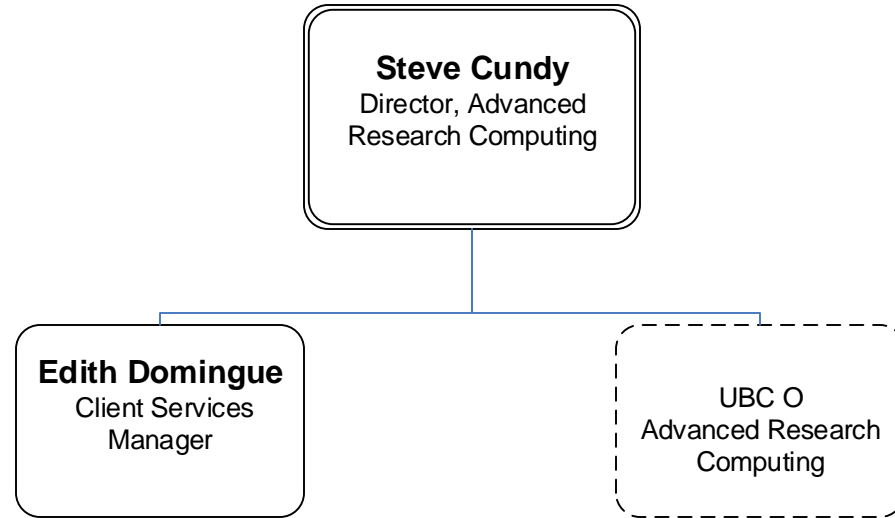 Steve Cundy
Director, Advanced
Research Computing
Edith Domingue
Client Services
Manager
UBC O
Advanced Research
Computing